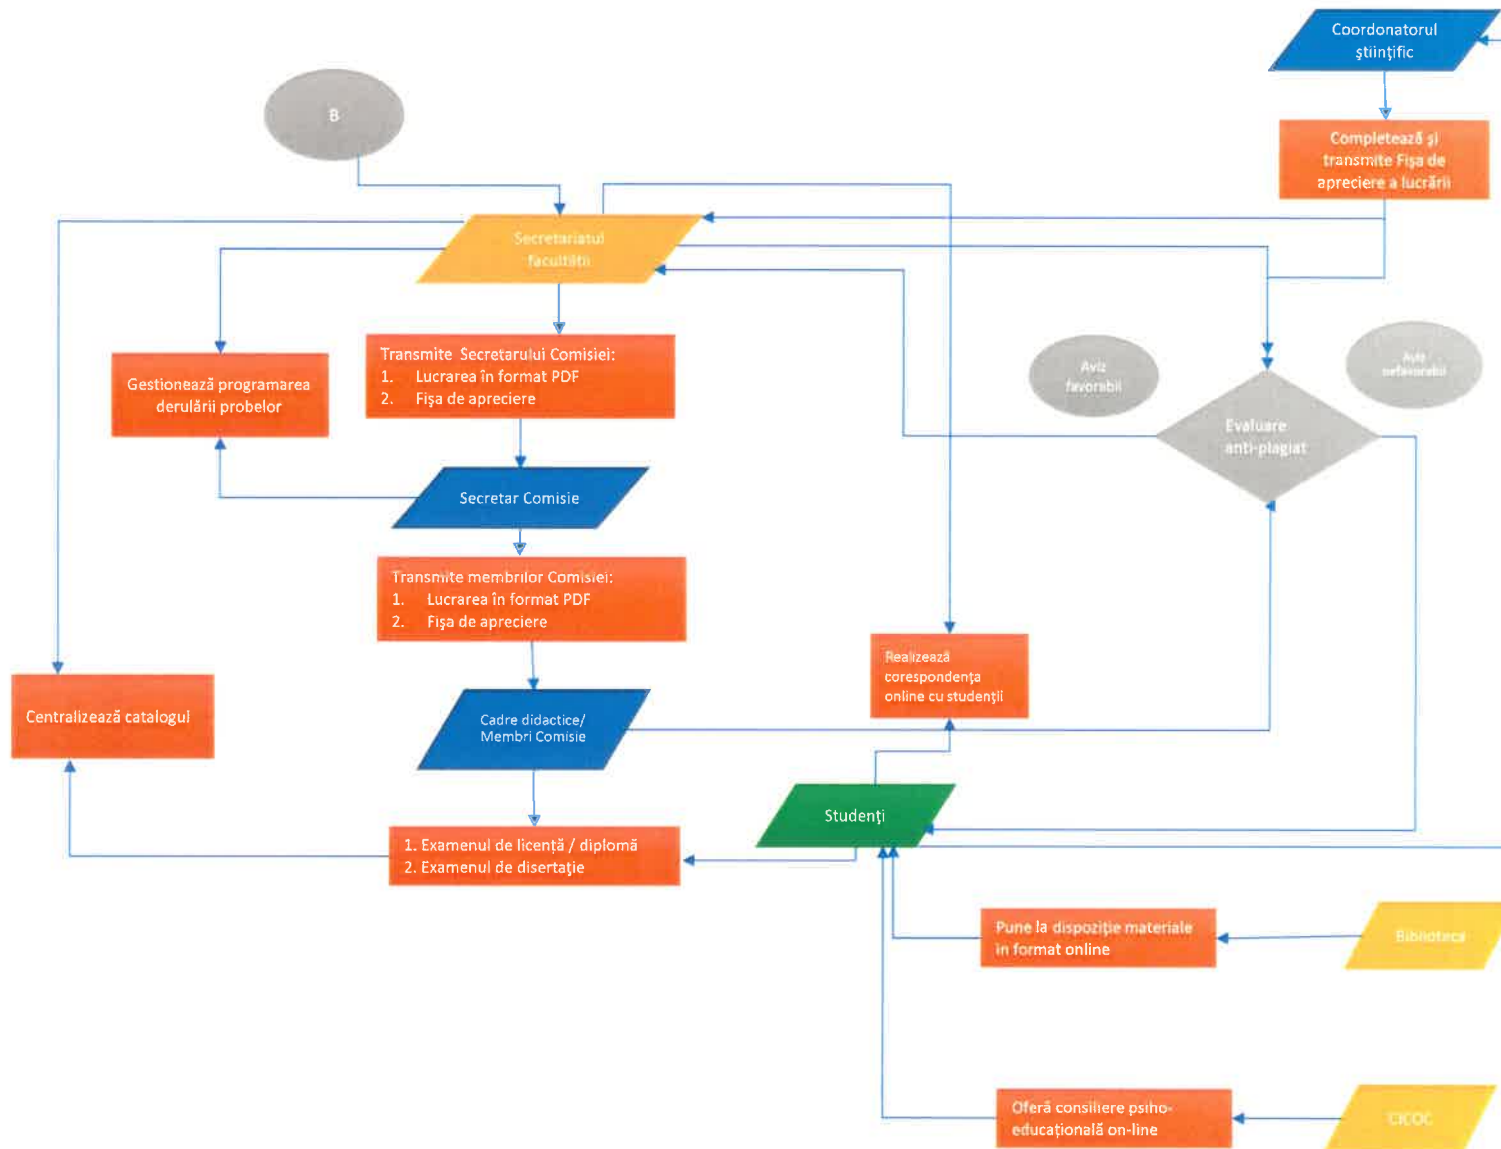 Coordonatorul
științific
B
Completează și
transmite Fișa de
apreciere a lucrării
Secretariatul
facultății
Transmite Secretarului Comisiei:
1. Lucrarea în format PDF
2. Fișa de apreciere
Gestionează programarea
derulării probelor
Aviz
favorabil
Aviz
nefavorabil
Evaluare
anti-plagiat
Secretar Comisie
Transmite membrilor Comisiei:
1. Lucrarea în format PDF
2. Fișa de apreciere
Realizează
corespondența
online cu studenții
Centralizează catalogul
Cadre didactice/
Membri Comisie
Studenți
1. Examenul de licență / diplomă
2. Examenul de disertație
Pune la dispoziție materiale
in format online
Biblioteca
Oferă consiliere psiho-
educațională on-line
CICOC